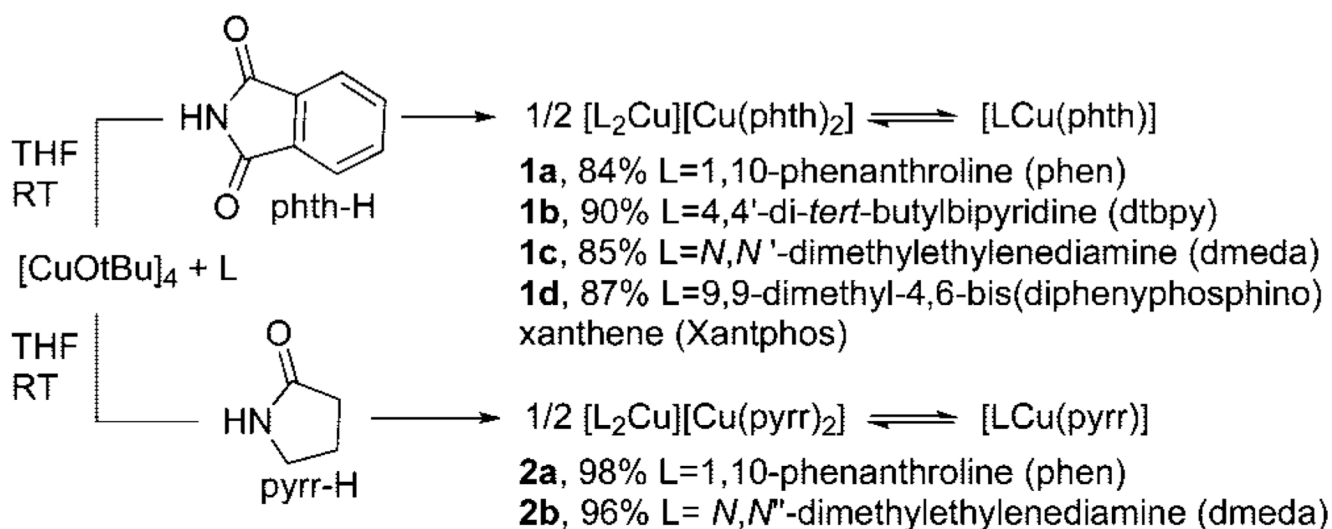 O
HN
O
phth-H
THF
RT
1/2 [L₂Cu][Cu(phth)₂] ⇌ [LCu(phth)]
1a, 84% L=1,10-phenanthroline (phen)
1b, 90% L=4,4'-di-tert-butylbipyridine (dtbpy)
1c, 85% L=N,N'-dimethylethylenediamine (dmeda)
1d, 87% L=9,9-dimethyl-4,6-bis(diphenyphosphino)
xanthene (Xantphos)
[CuOtBu]₄ + L
THF
RT
O
HN
pyrr-H
1/2 [L₂Cu][Cu(pyrr)₂] ⇌ [LCu(pyrr)]
2a, 98% L=1,10-phenanthroline (phen)
2b, 96% L= N,N''-dimethylethylenediamine (dmeda)